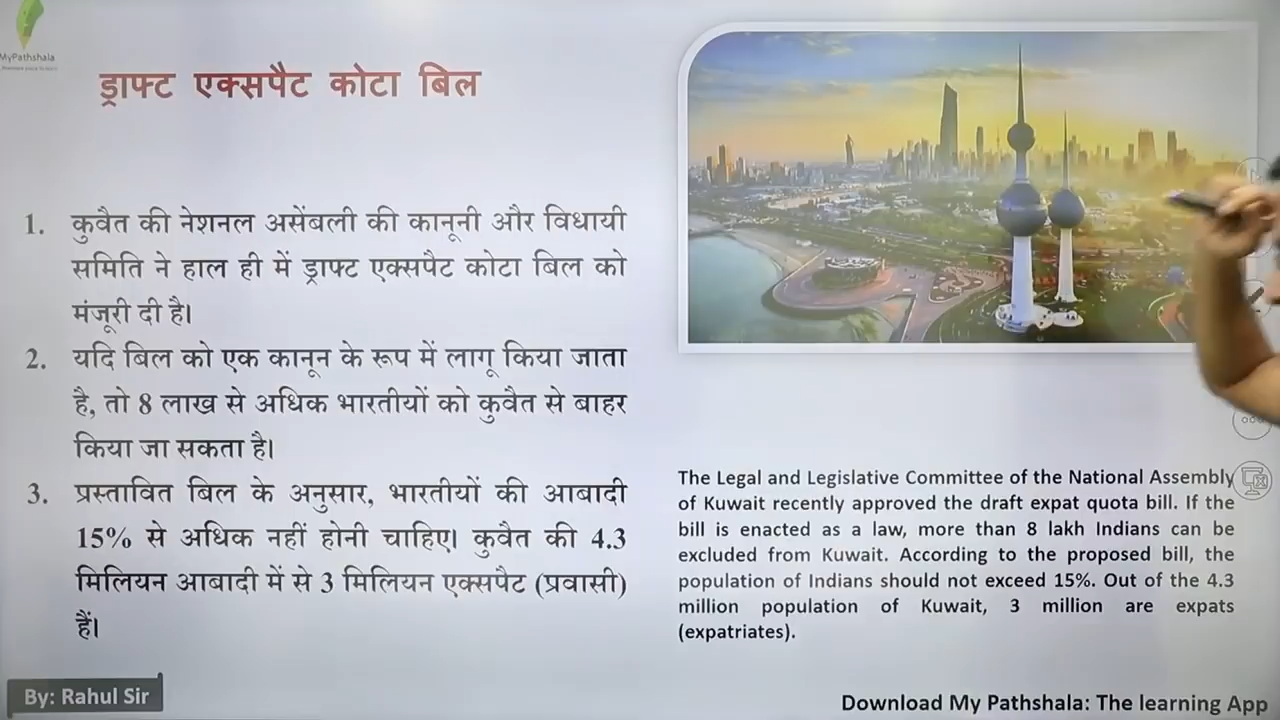 MyPathshala
ड्राफ्ट एक्सपैट कोटा बिल
1. कुवैत की नेशनल असेंबली की कानूनी और विधायी
समिति ने हाल ही में ड्राफ्ट एक्सपैट कोटा बिल को
मंजूरी दी है।
2. यदि बिल को एक कानून के रूप में लागू किया जाता
है, तो 8 लाख से अधिक भारतीयों को कुवैत से बाहर
किया जा सकता है।
3. प्रस्तावित बिल के अनुसार, भारतीयों की आबादी
15% से अधिक नहीं होनी चाहिए। कुवैत की 4.3
मिलियन आबादी में से 3 मिलियन एक्सपैट (प्रवासी)
हैं।
The Legal and Legislative Committee of the National Assembly
of Kuwait recently approved the draft expat quota bill. If the
bill is enacted as a law, more than 8 lakh Indians can be
excluded from Kuwait. According to the proposed bill, the
population of Indians should not exceed 15%. Out of the 4.3
million population of Kuwait, 3 million are expats
(expatriates).
By: Rahul Sir
Download My Pathshala: The learning App